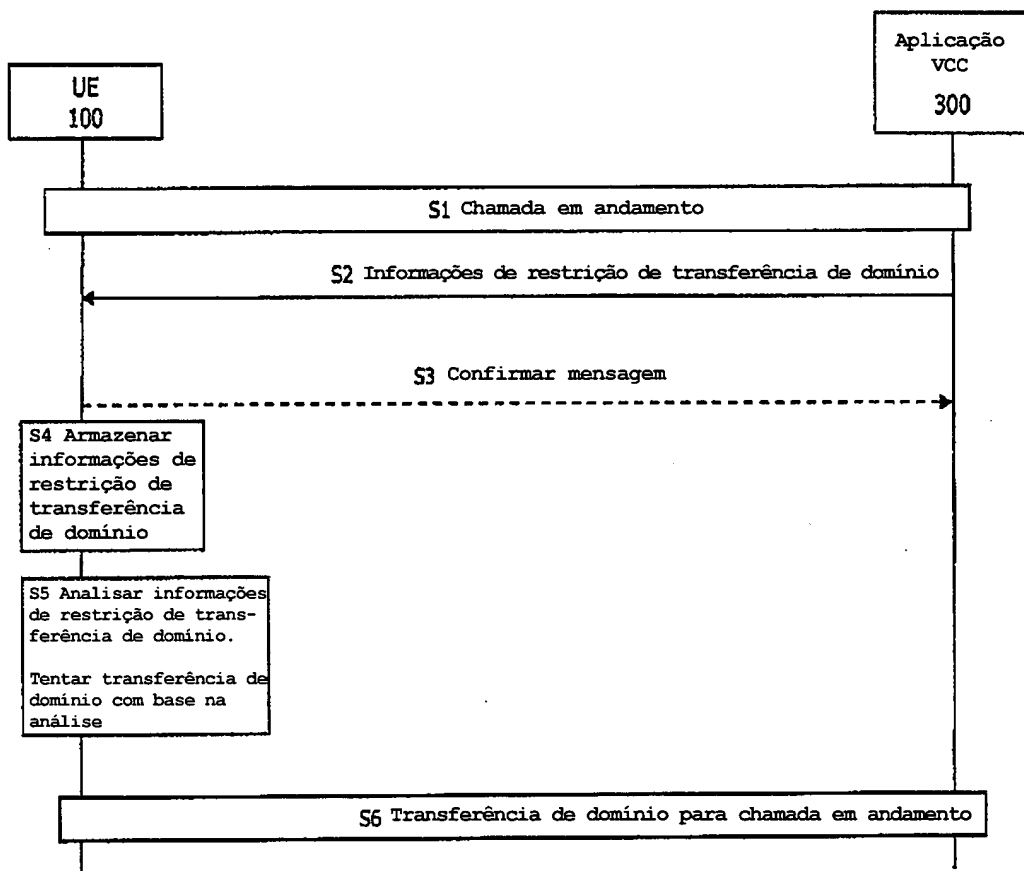 Aplicação
VCC
300
UE
100
S1 Chamada em andamento
S2 Informações de restrição de transferência de domínio
S3 Confirmar mensagem
S4 Armazenar
informações de
restrição de
transferência
de domínio
S5 Analisar informações
de restrição de trans-
ferência de domínio.
Tentar transferência de
domínio com base na
análise
S6 Transferência de domínio para chamada em andamento